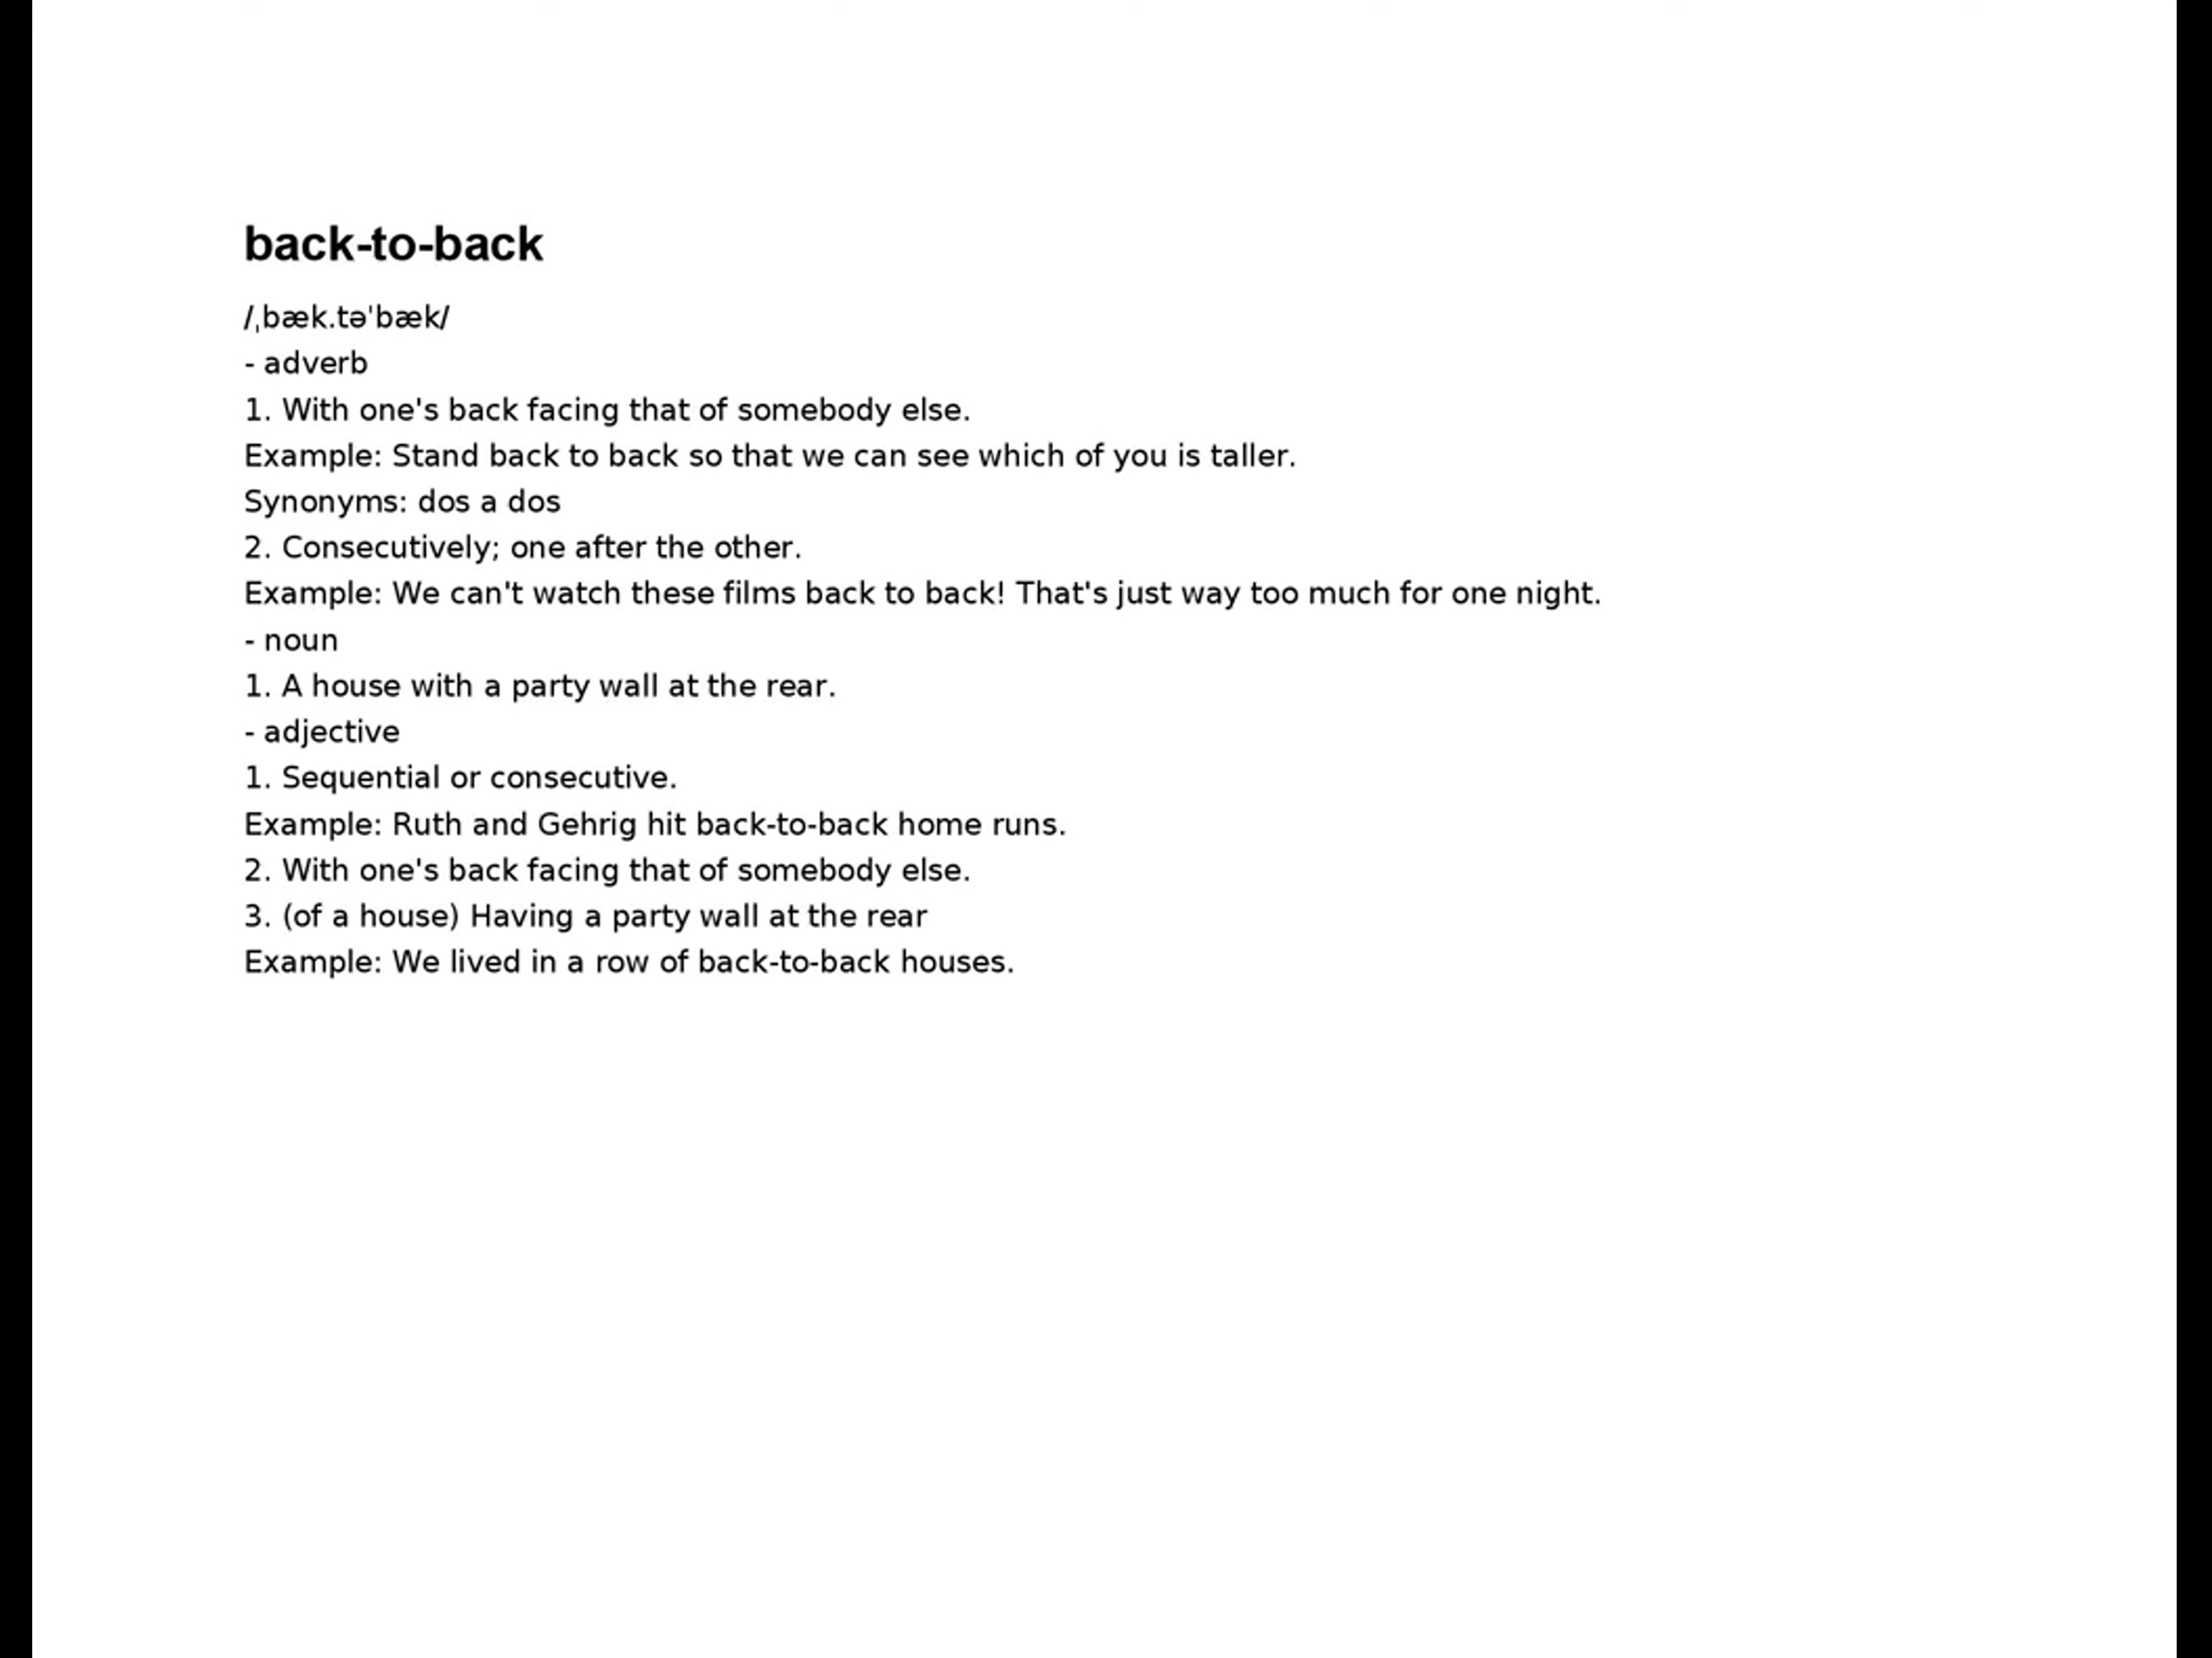 back-to-back
/ˌbæk.təˈbæk/
- adverb
1. With one's back facing that of somebody else.
Example: Stand back to back so that we can see which of you is taller.
Synonyms: dos a dos
2. Consecutively; one after the other.
Example: We can't watch these films back to back! That's just way too much for one night.
- noun
1. A house with a party wall at the rear.
- adjective
1. Sequential or consecutive.
Example: Ruth and Gehrig hit back-to-back home runs.
2. With one's back facing that of somebody else.
3. (of a house) Having a party wall at the rear
Example: We lived in a row of back-to-back houses.